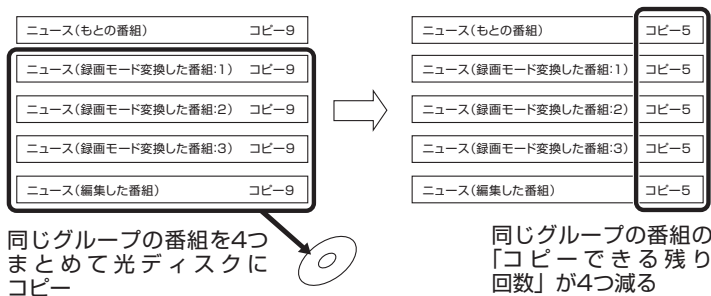 ニュース(もとの番組) コピー9
ニュース(録画モード変換した番組:1) コピー9
ニュース(録画モード変換した番組:2) コピー9
ニュース(録画モード変換した番組:3) コピー9
ニュース(編集した番組) コピー9
同じグループの番組を4つ
まとめて光ディスクに
コピー
ニュース(もとの番組) コピー5
ニュース(録画モード変換した番組:1) コピー5
ニュース(録画モード変換した番組:2) コピー5
ニュース(録画モード変換した番組:3) コピー5
ニュース(編集した番組) コピー5
同じグループの番組の
「コピーできる残り
回数」が4つ減る